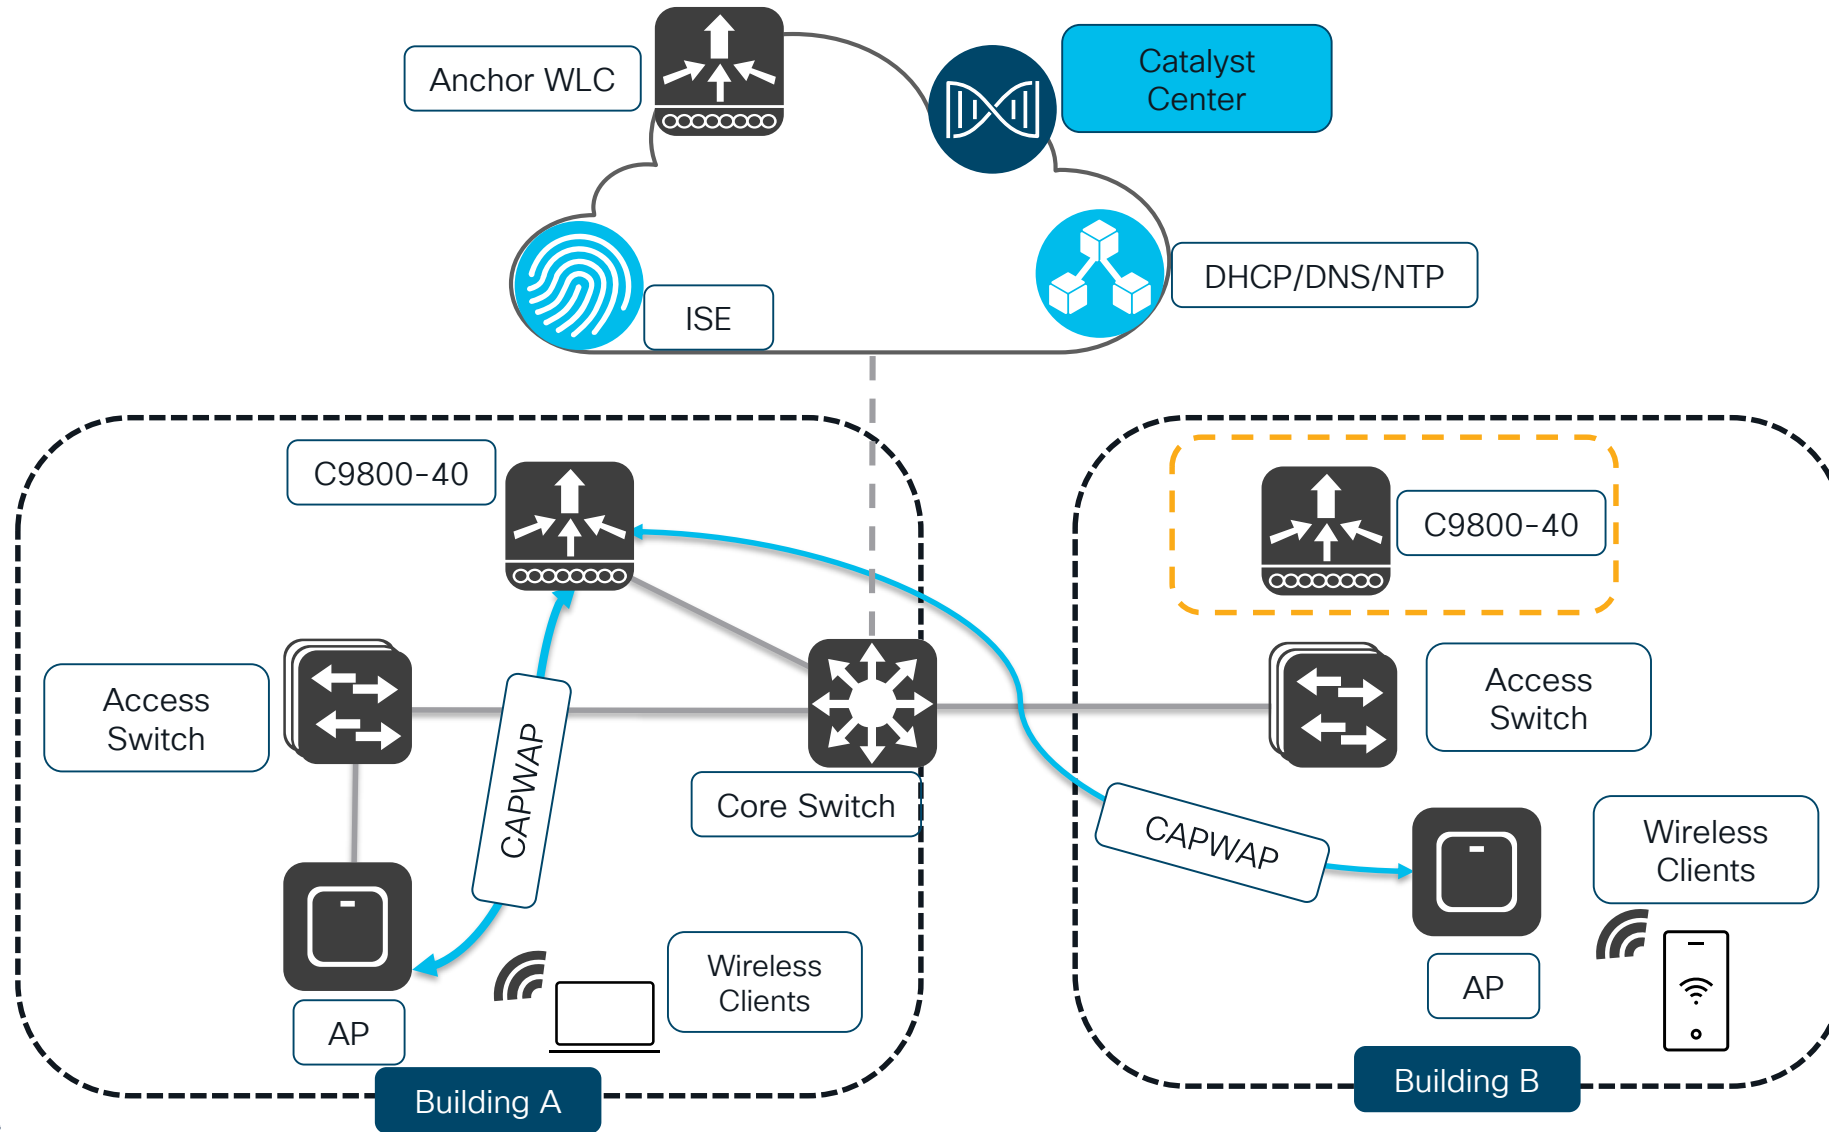 Anchor WLC
Catalyst
Center
ISE
DHCP/DNS/NTP
C9800-40
Access
Switch
CAPWAP
Core Switch
AP
Wireless
Clients
Building A
C9800-40
Access
Switch
CAPWAP
Wireless
Clients
AP
Building B